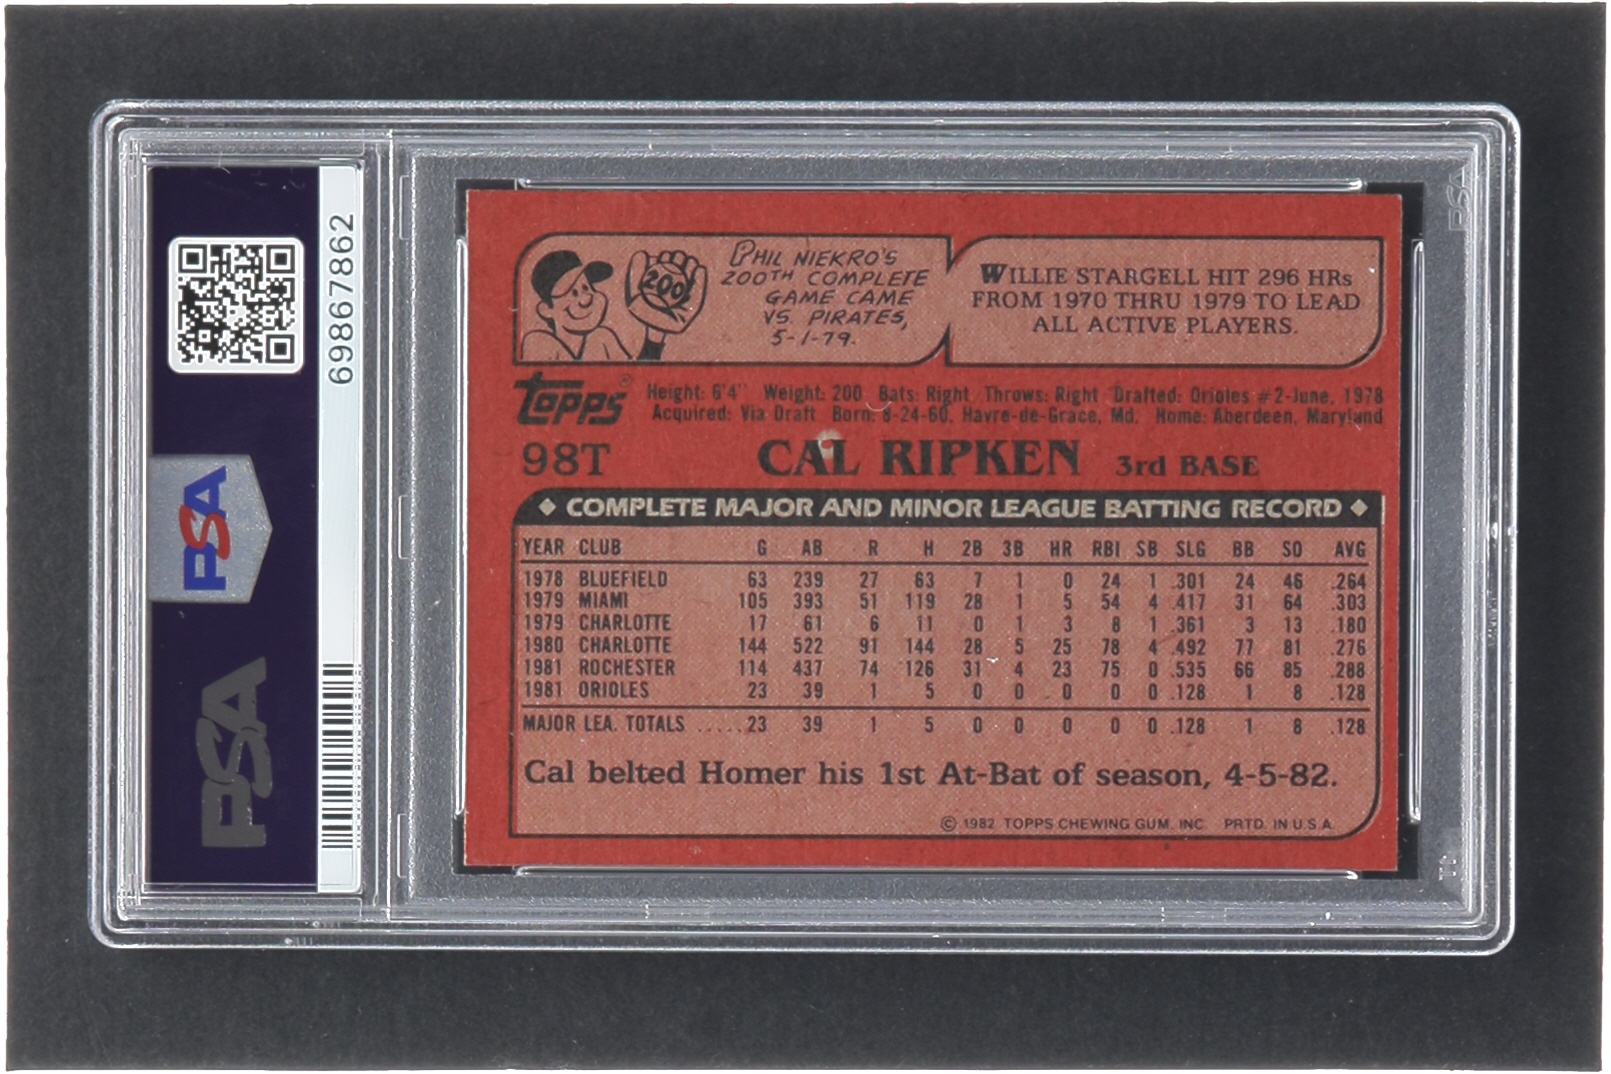 69867862
PSA
PSA
PHIL NIEKRO'S
200TH COMPLETE
GAME CAME
VS. PIRATES,
5-1-79.
200
WILLIE STARGELL HIT 296 HRs
FROM 1970 THRU 1979 TO LEAD
ALL ACTIVE PLAYERS.
Topps®
Height: 6'4" Weight: 200 Bats: Right Throws: Right Drafted: Orioles #2-June, 1978
Acquired: Via Draft Born: 8-24-60, Havre-de-Grace, Md. Home: Aberdeen, Maryland
98T CAL RIPKEN 3rd BASE
◆ COMPLETE MAJOR AND MINOR LEAGUE BATTING RECORD ◆
YEAR CLUB G AB R H 2B 3B HR RBI SB SLG BB SO AVG
1978 BLUEFIELD 63 239 27 63 7 1 0 24 1 .301 24 46 .264
1979 MIAMI 105 393 51 119 28 1 5 54 4 .417 31 64 .303
1979 CHARLOTTE 17 61 6 11 0 1 3 8 1 .361 3 13 .180
1980 CHARLOTTE 144 522 91 144 28 5 25 78 4 .492 77 81 .276
1981 ROCHESTER 114 437 74 126 31 4 23 75 0 .535 66 85 .288
1981 ORIOLES 23 39 1 5 0 0 0 0 0 .128 1 8 .128
MAJOR LEA. TOTALS .....23 39 1 5 0 0 0 0 0 .128 1 8 .128
Cal belted Homer his 1st At-Bat of season, 4-5-82.
© 1982 TOPPS CHEWING GUM, INC. PRTD. IN U.S.A.
PSA